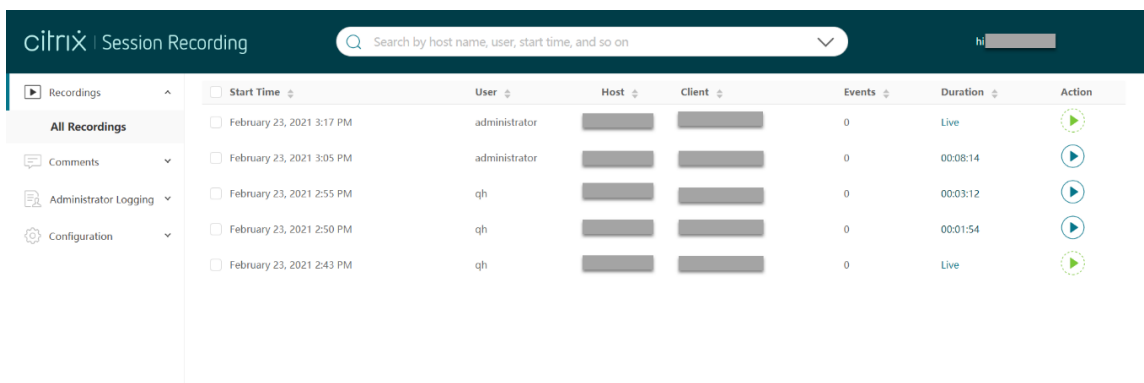 citrix | Session Recording
Search by host name, user, start time, and so on
hi
Recordings
All Recordings
Comments
Administrator Logging
Configuration
Start Time User Host Client Events Duration Action
February 23, 2021 3:17 PM administrator 0 Live
February 23, 2021 3:05 PM administrator 0 00:08:14
February 23, 2021 2:55 PM qh 0 00:03:12
February 23, 2021 2:50 PM qh 0 00:01:54
February 23, 2021 2:43 PM qh 0 Live